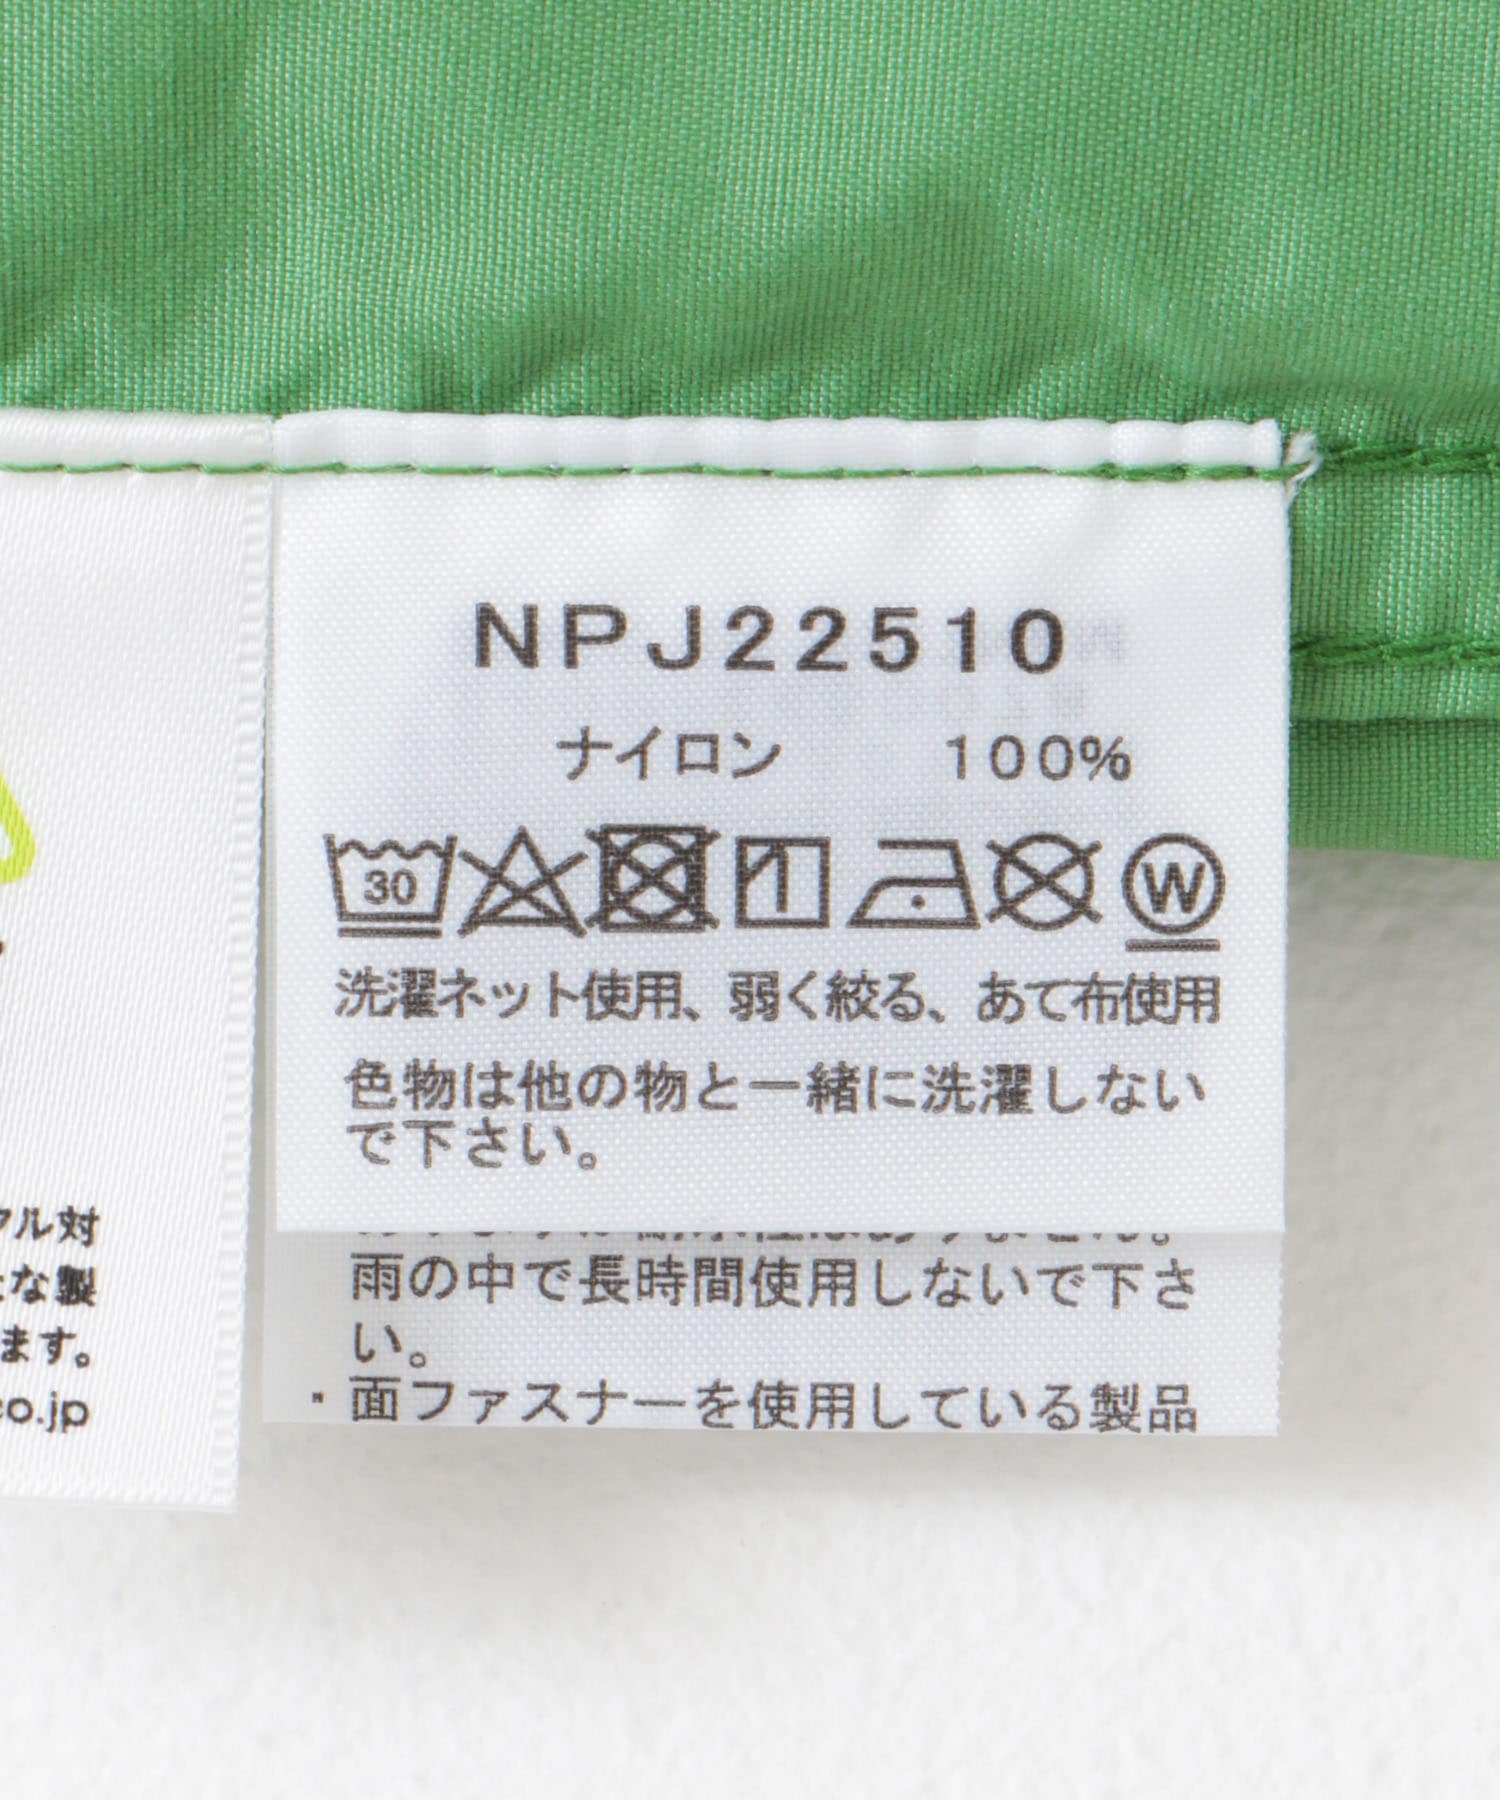 NPJ22510
ナイロン 100%
30
W
洗濯ネット使用、弱く絞る、あて布使用
色物は他の物と一緒に洗濯しない
で下さい。
雨の中で長時間使用しないで下さ
い。
・面ファスナーを使用している製品
ル対
な製
ます。
co.jp